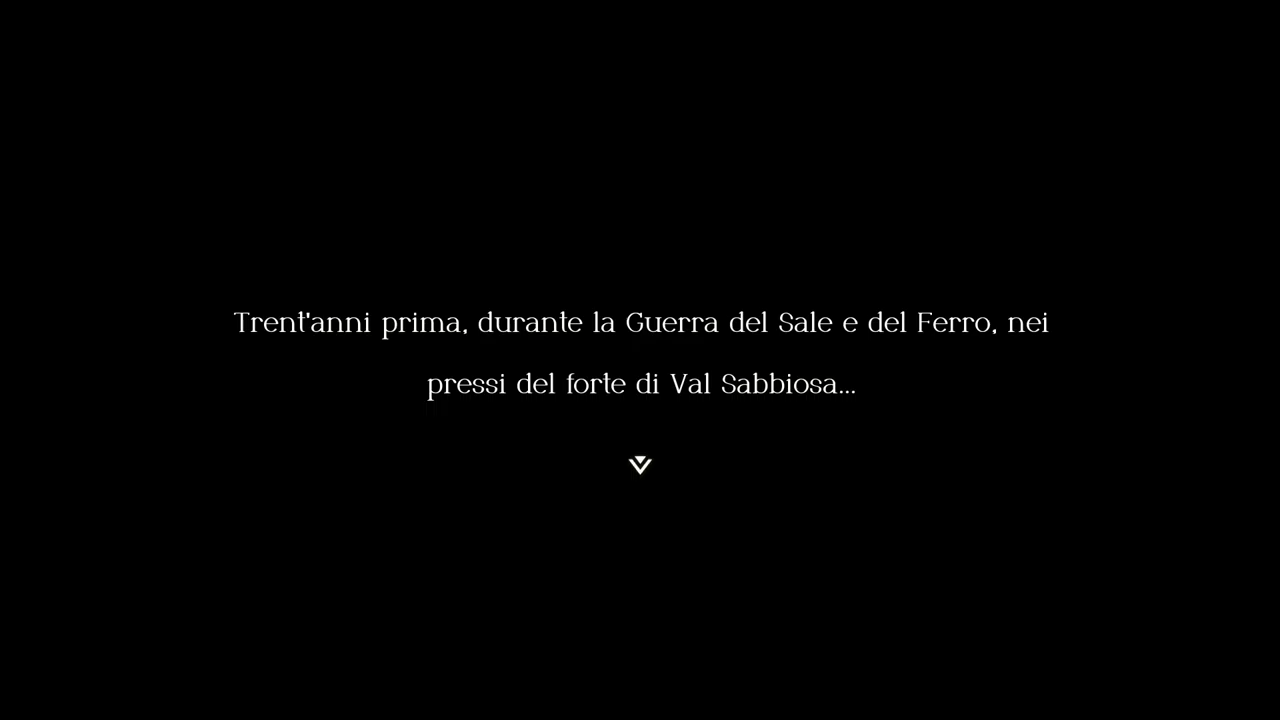 Trent'anni prima, durante la Guerra del Sale e del Ferro, nei
pressi del forte di Val Sabbiosa...